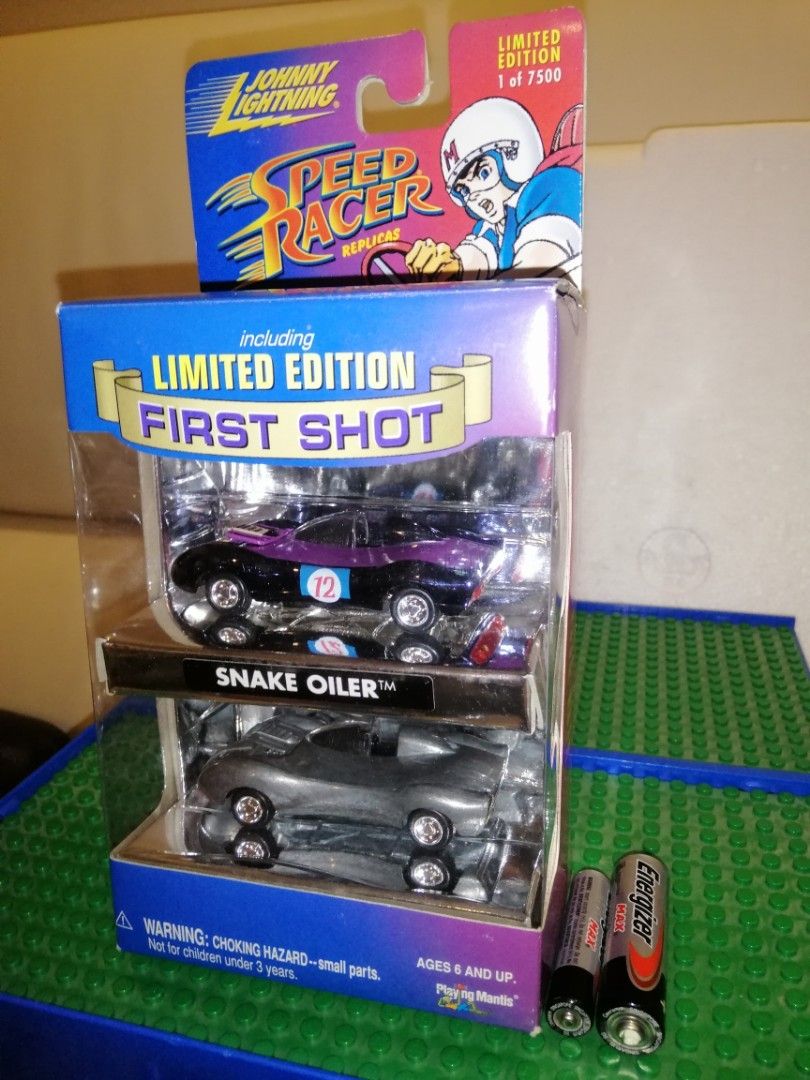 JOHNNY
LIGHTNING®
LIMITED
EDITION
1 of 7500
M
SPEED
RACER
REPLICAS
including
LIMITED EDITION
FIRST SHOT
12
SNAKE OILER™
WARNING: CHOKING HAZARD--small parts.
Not for children under 3 years.
AGES 6 AND UP.
Playing Mantis®
MAX
Energizer
MAX